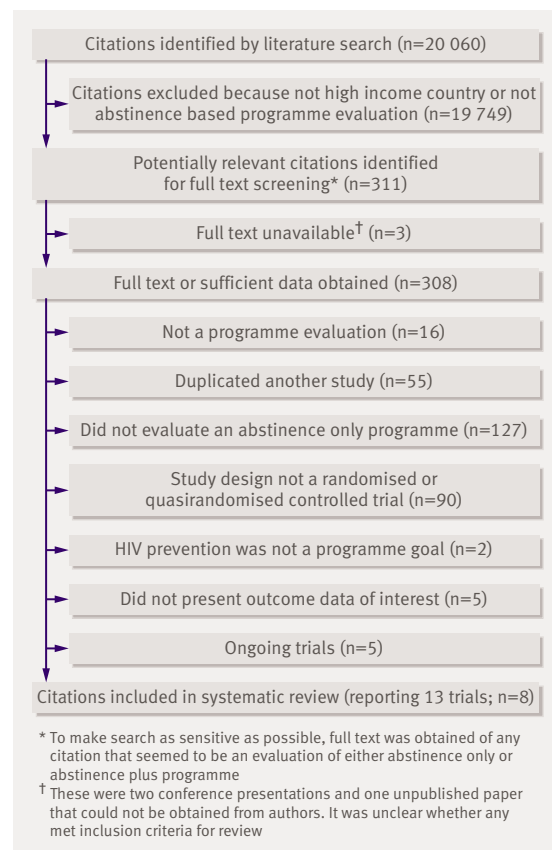 Citations identified by literature search (n=20 060)
Citations excluded because not high income country or not
abstinence based programme evaluation (n=19 749)
Potentially relevant citations identified
for full text screening* (n=311)
Full text unavailable† (n=3)
Full text or sufficient data obtained (n=308)
Not a programme evaluation (n=16)
Duplicated another study (n=55)
Did not evaluate an abstinence only programme (n=127)
Study design not a randomised or
quasirandomised controlled trial (n=90)
HIV prevention was not a programme goal (n=2)
Did not present outcome data of interest (n=5)
Ongoing trials (n=5)
Citations included in systematic review (reporting 13 trials; n=8)
* To make search as sensitive as possible, full text was obtained of any
citation that seemed to be an evaluation of either abstinence only or
abstinence plus programme
† These were two conference presentations and one unpublished paper
that could not be obtained from authors. It was unclear whether any
met inclusion criteria for review